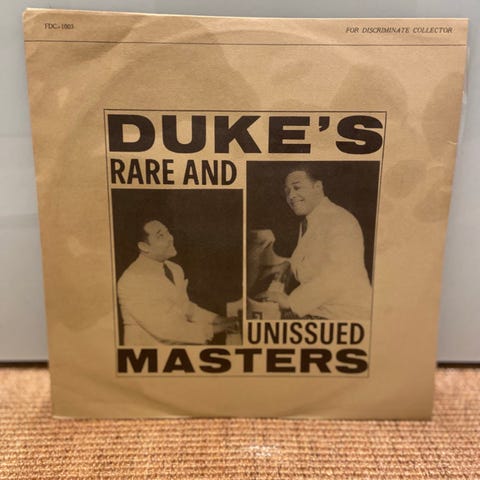 FDC-1003
FOR DISCRIMINATE COLLECTOR
DUKE'S
RARE AND
UNISSUED
MASTERS